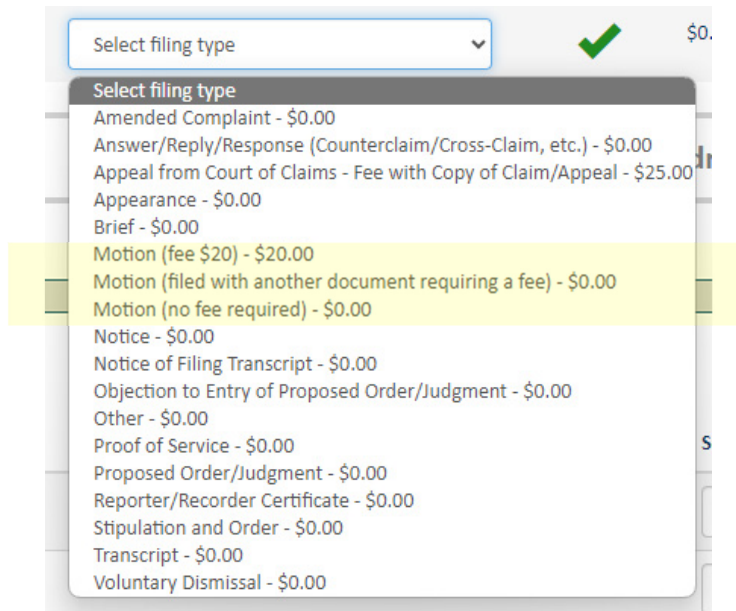 Select filing type
$0.
Select filing type
Amended Complaint - $0.00
Answer/Reply/Response (Counterclaim/Cross-Claim, etc.) - $0.00
Appeal from Court of Claims - Fee with Copy of Claim/Appeal - $25.00
Appearance - $0.00
Brief - $0.00
Motion (fee $20) - $20.00
Motion (filed with another document requiring a fee) - $0.00
Motion (no fee required) - $0.00
Notice - $0.00
Notice of Filing Transcript - $0.00
Objection to Entry of Proposed Order/Judgment - $0.00
Other - $0.00
Proof of Service - $0.00
Proposed Order/Judgment - $0.00
Reporter/Recorder Certificate - $0.00
Stipulation and Order - $0.00
Transcript - $0.00
Voluntary Dismissal - $0.00